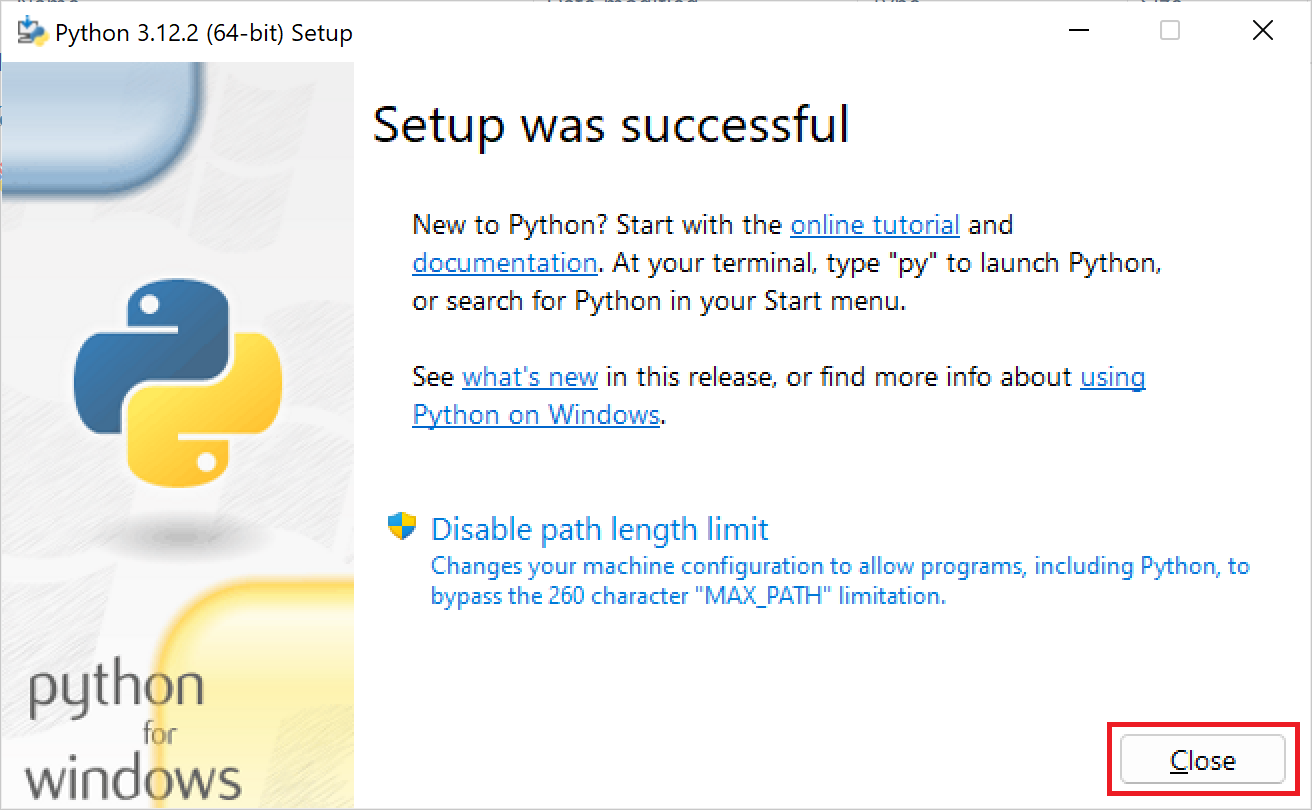 Python 3.12.2 (64-bit) Setup
Setup was successful
New to Python? Start with the online tutorial and
documentation. At your terminal, type "py" to launch Python,
or search for Python in your Start menu.
See what's new in this release, or find more info about using
Python on Windows.
Disable path length limit
Changes your machine configuration to allow programs, including Python, to
bypass the 260 character "MAX_PATH" limitation.
python
for
windows
Close